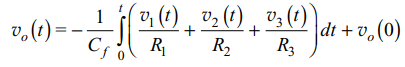 v_o(t) = -\frac{1}{C_f} \int_0^t \left( \frac{v_1(t)}{R_1} + \frac{v_2(t)}{R_2} + \frac{v_3(t)}{R_3} \right) dt + v_o(0)